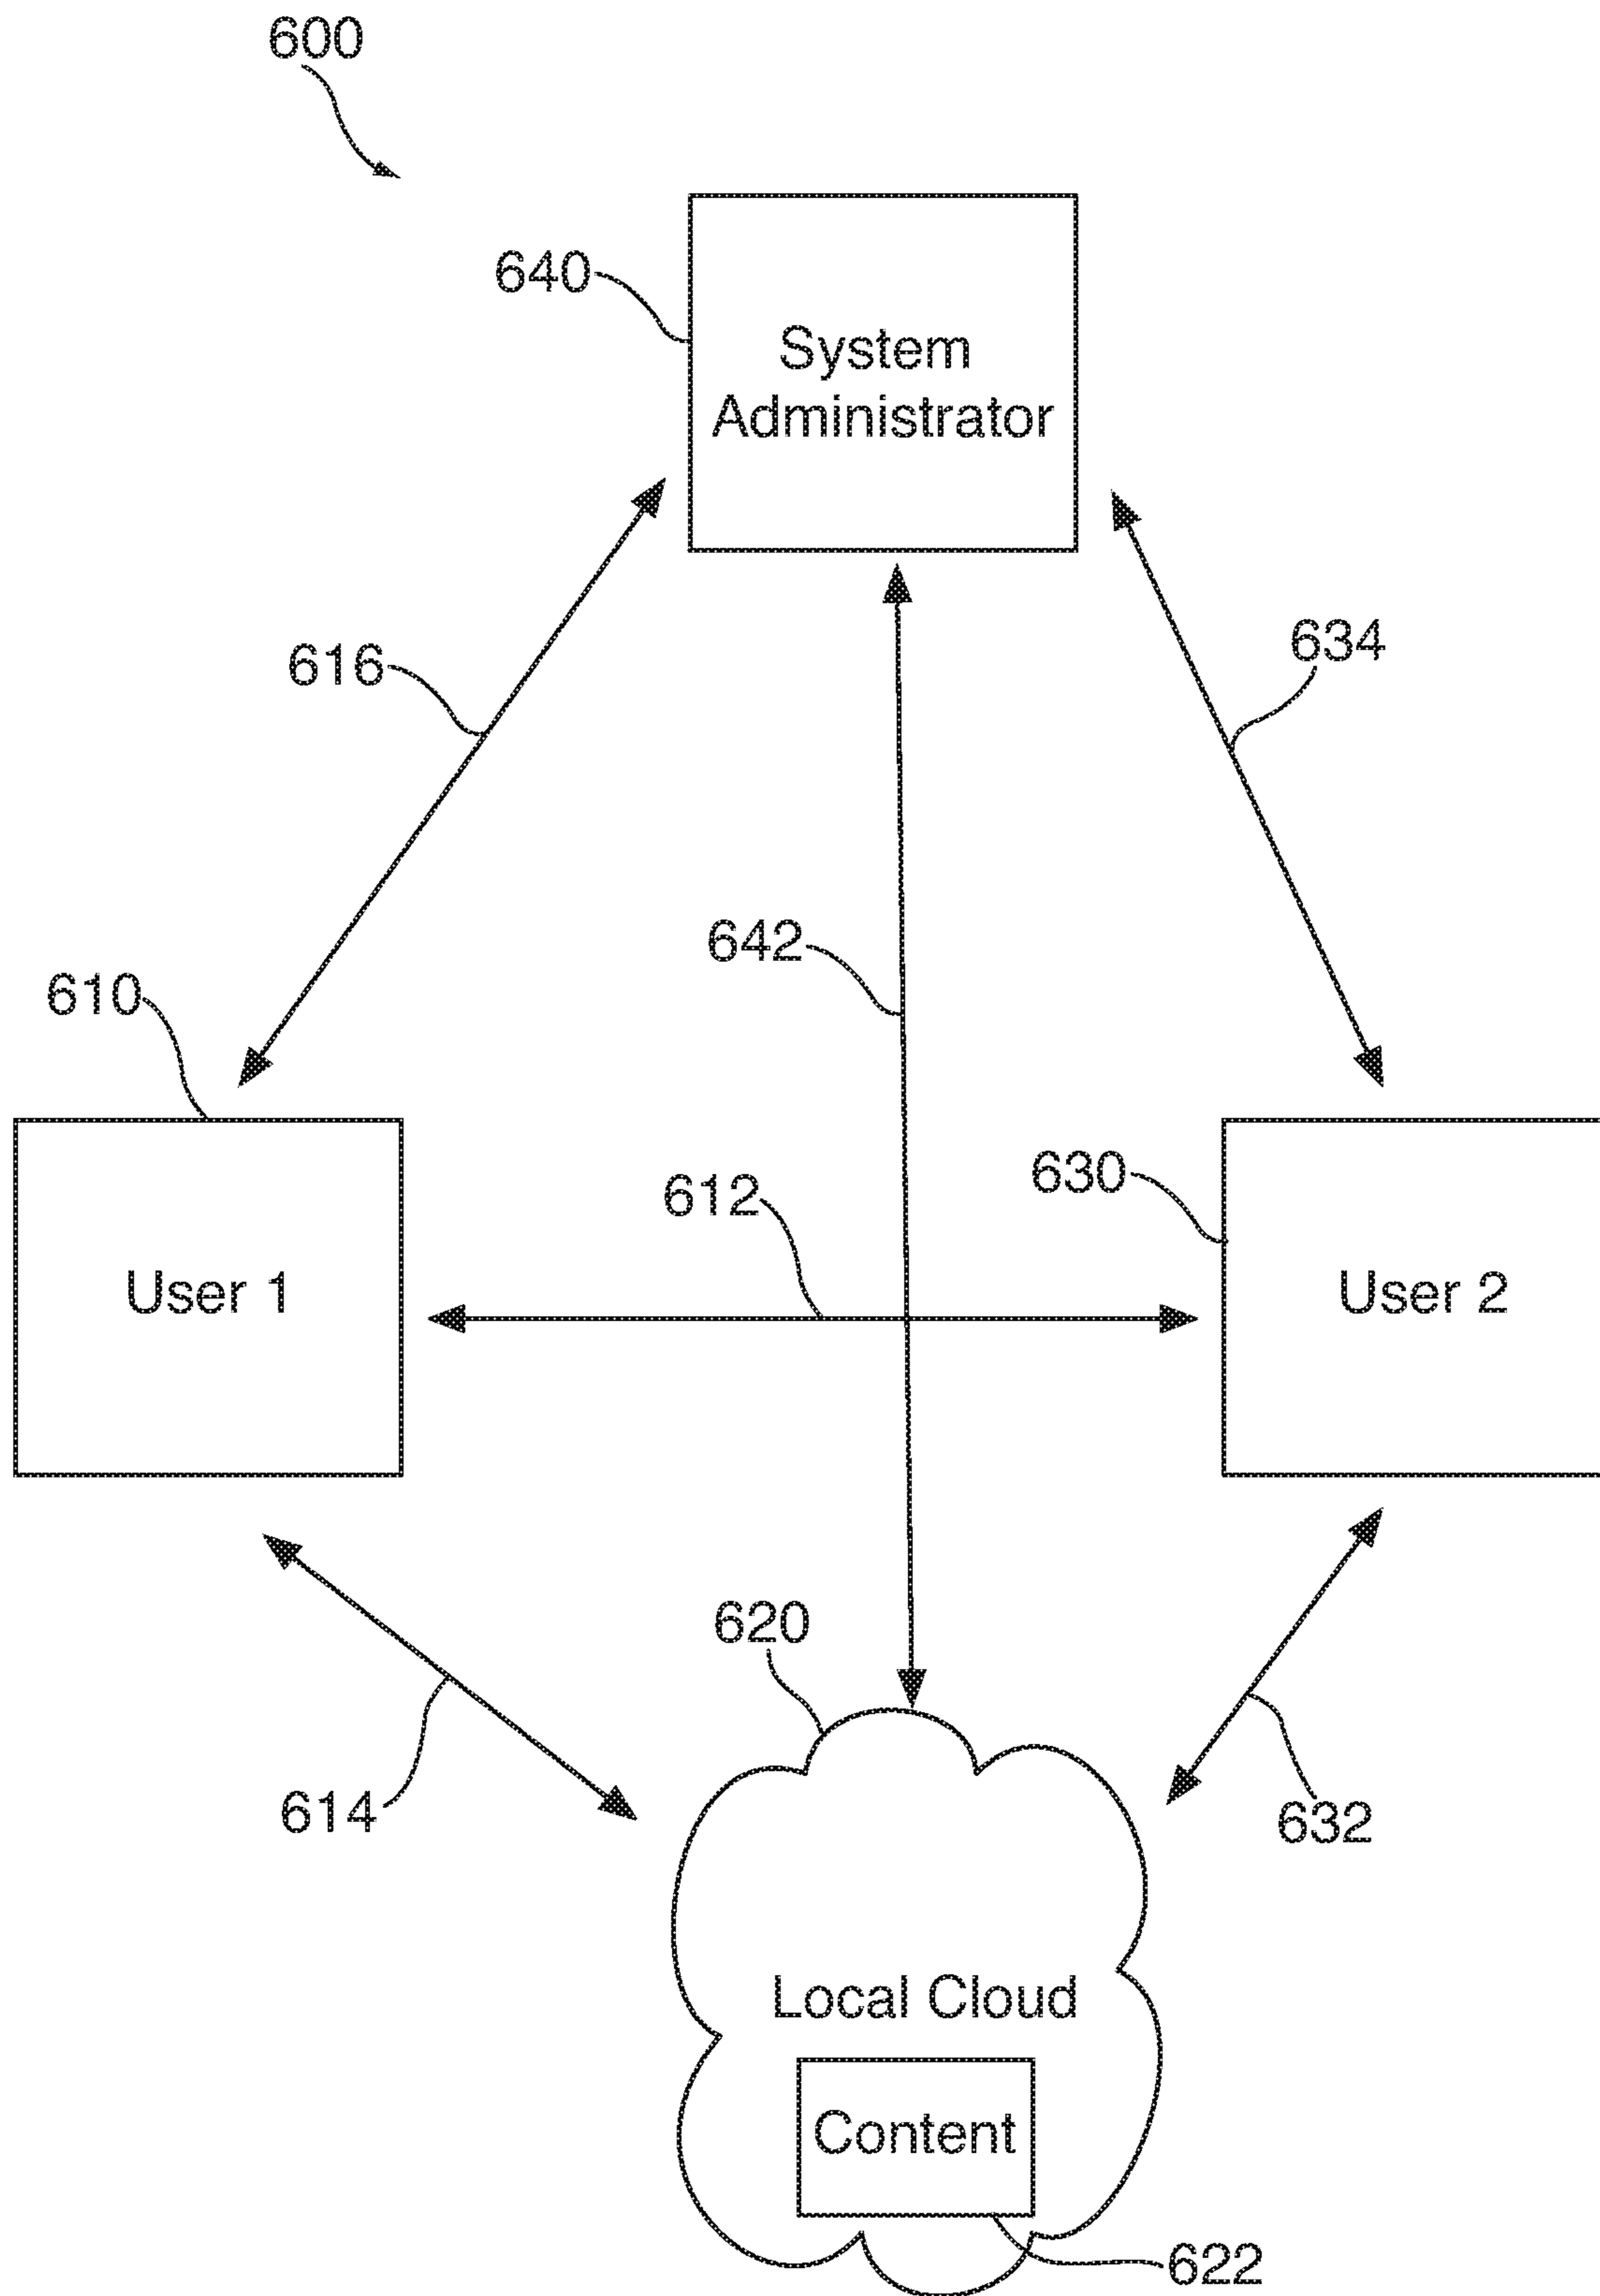 600
640
System
Administrator
616
634
642
610
630
612
User 1
User 2
620
614
632
Local Cloud
Content
622